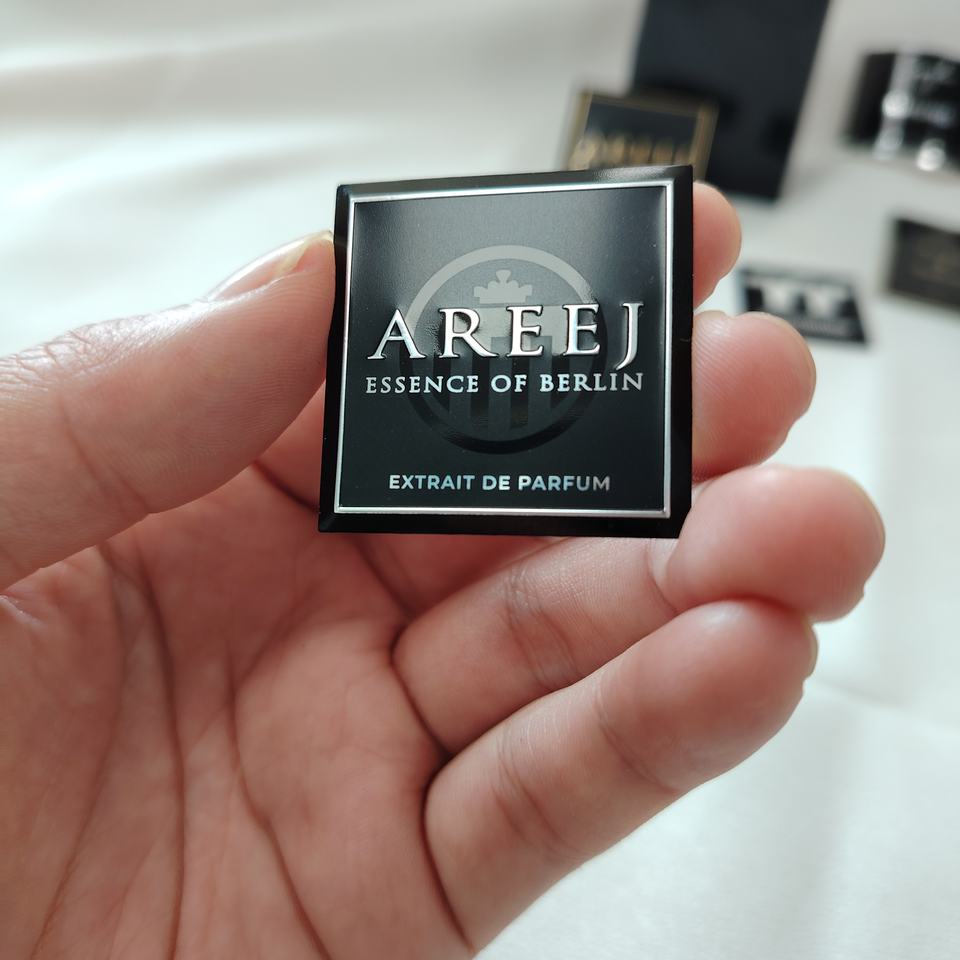 AREEJ
ESSENCE OF BERLIN
EXTRAIT DE PARFUM